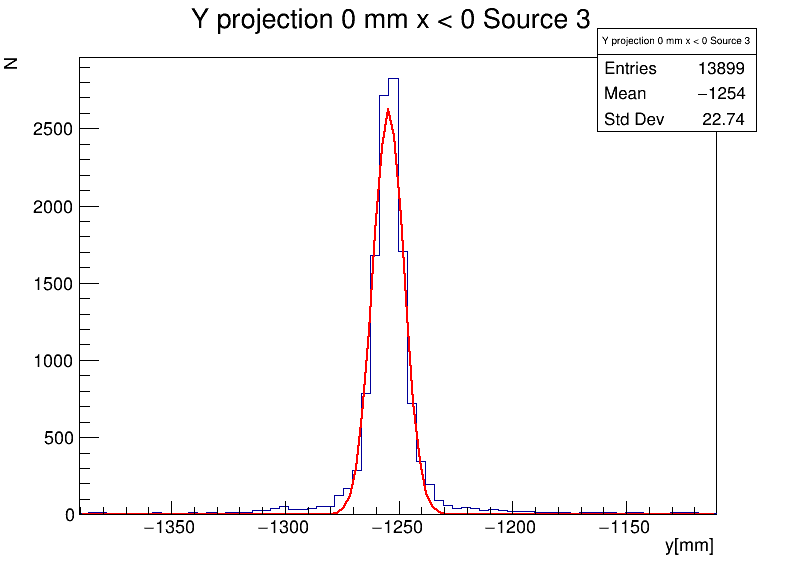 Y projection 0 mm x < 0 Source 3
Y projection 0 mm x < 0 Source 3
Entries 13899
Mean −1254
Std Dev 22.74
N
2500
2000
1500
1000
500
0
−1350 −1300 −1250 −1200 −1150
y[mm]